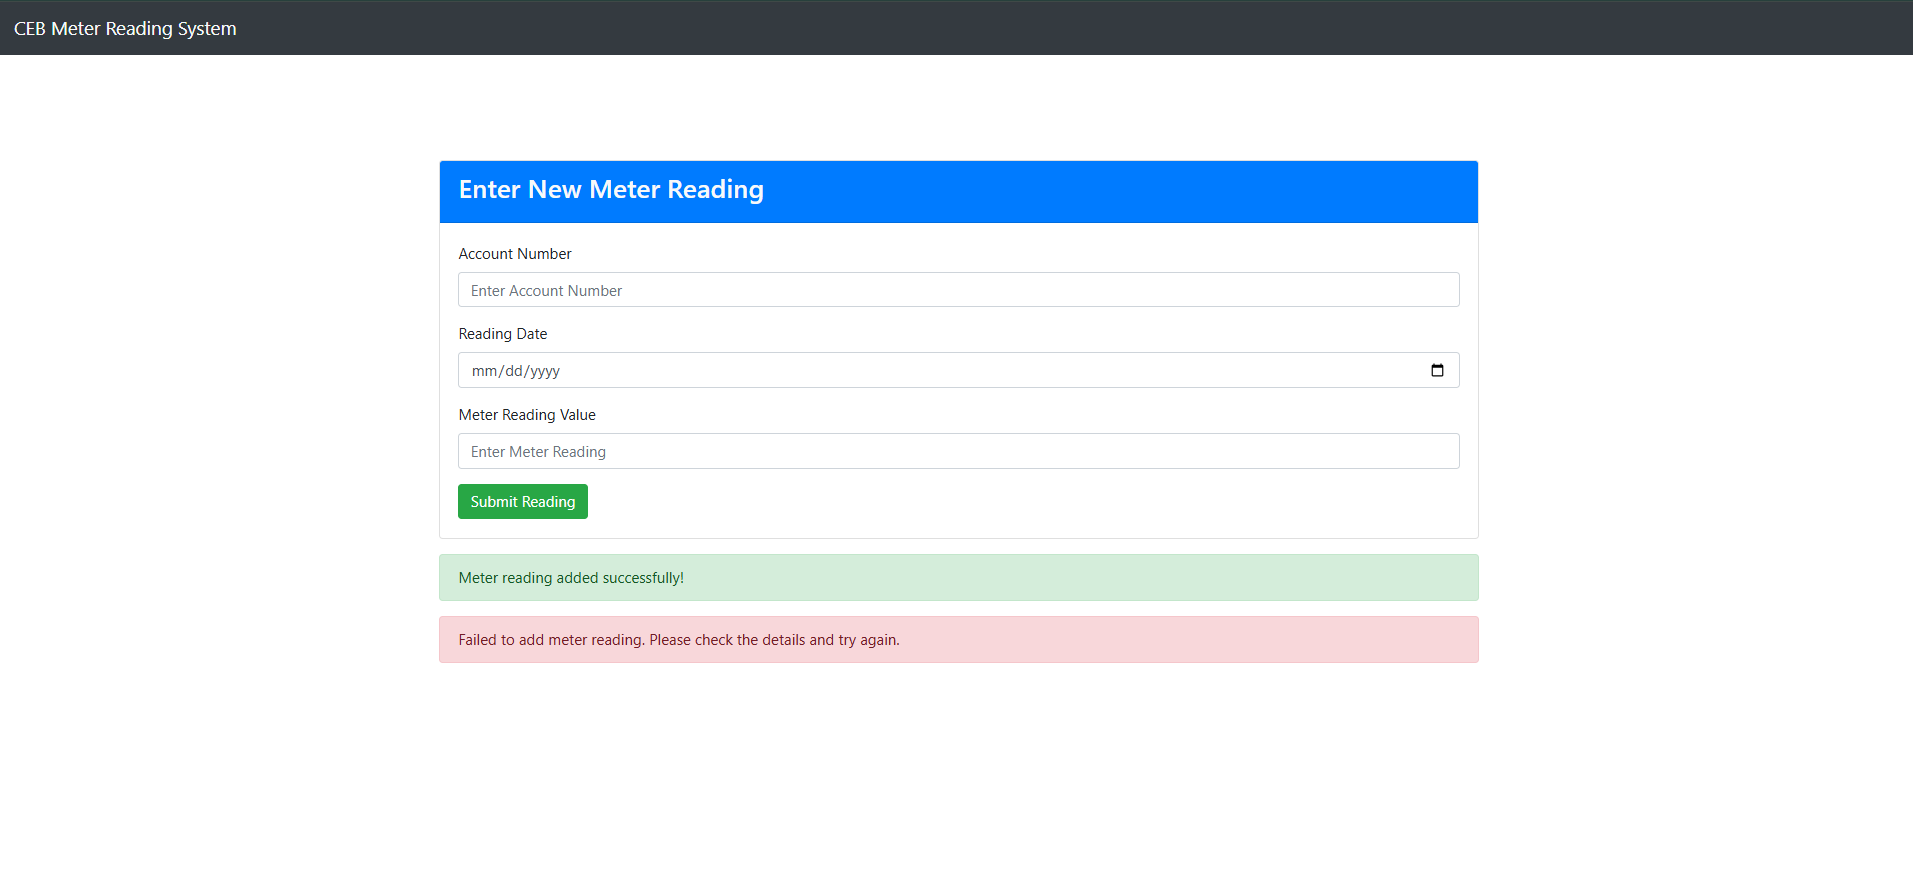 CEB Meter Reading System
Enter New Meter Reading
Account Number
Enter Account Number
Reading Date
mm/dd/yyyy
Meter Reading Value
Enter Meter Reading
Submit Reading
Meter reading added successfully!
Failed to add meter reading. Please check the details and try again.